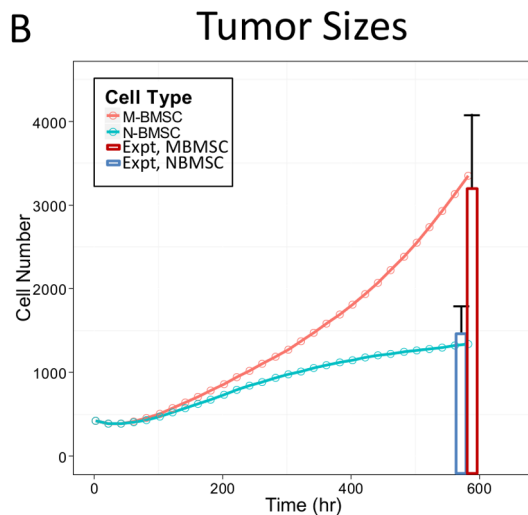 B
Tumor Sizes
Cell Type
M-BMSC
N-BMSC
Expt, MBMSC
Expt, NBMSC
Cell Number
4000
3000
2000
1000
0
0 200 400 600
Time (hr)